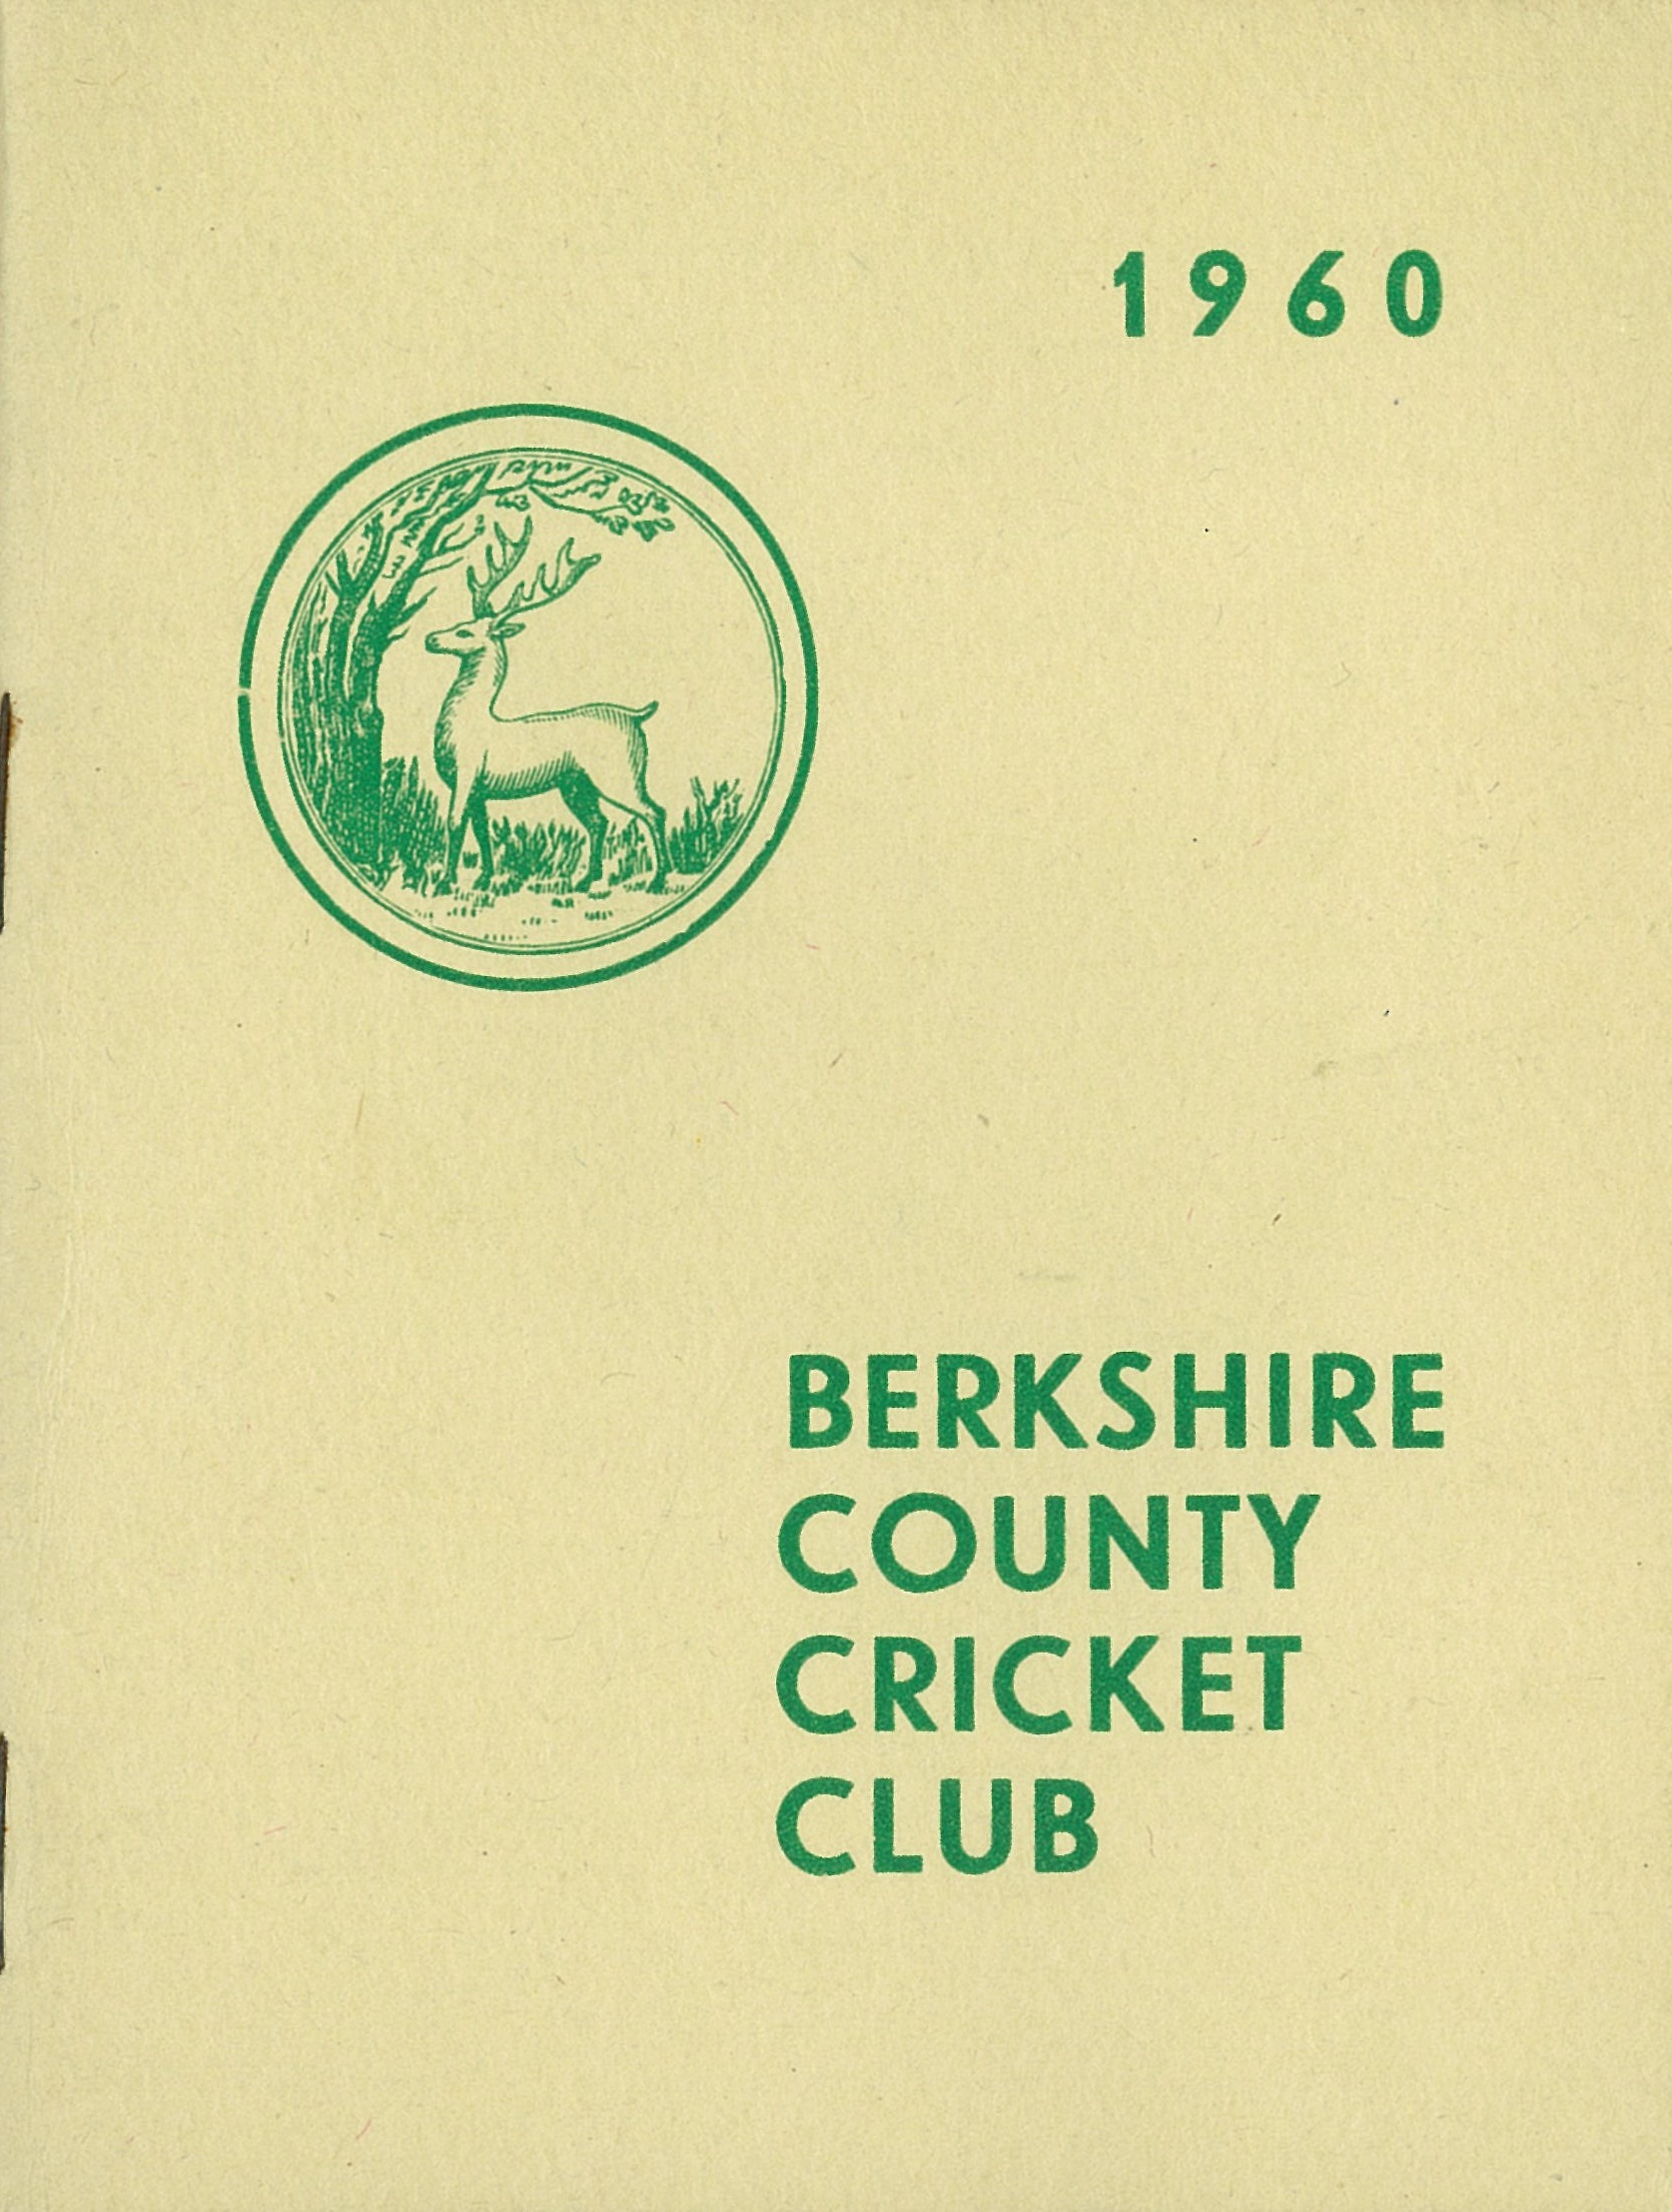 1960
BERKSHIRE
COUNTY
CRICKET
CLUB